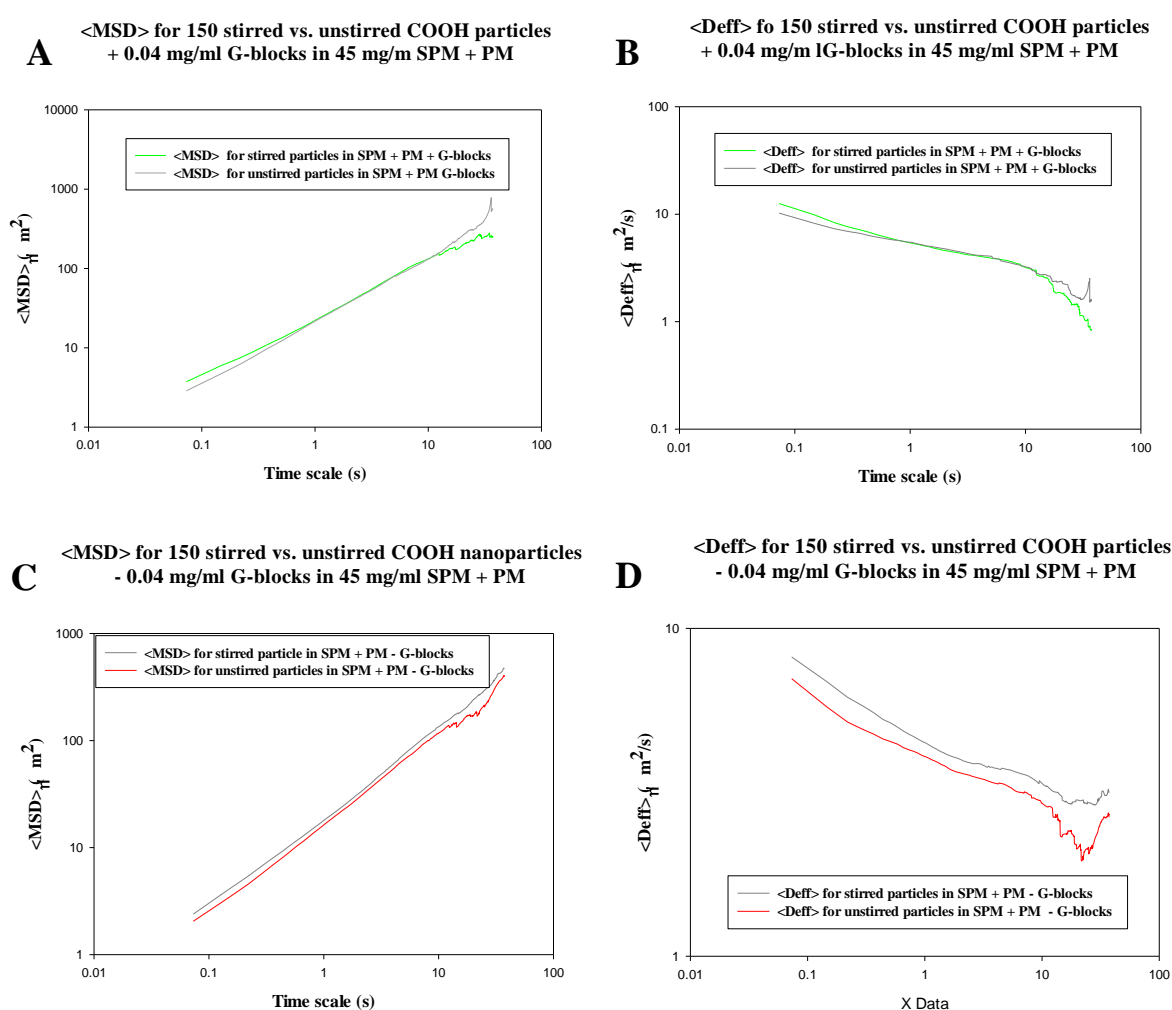 A
<MSD> for 150 stirred vs. unstirred COOH particles
+ 0.04 mg/ml G-blocks in 45 mg/m SPM + PM
10000
1000
100
10
1
<MSD> for stirred particles in SPM + PM + G-blocks
<MSD> for unstirred particles in SPM + PM G-blocks
<MSD> ( m²)
0.01 0.1 1 10 100
Time scale (s)
B
<Deff> fo 150 stirred vs. unstirred COOH particles
+ 0.04 mg/m lG-blocks in 45 mg/ml SPM + PM
100
10
1
0.1
<Deff> for stirred particles in SPM + PM + G-blocks
<Deff> for unstirred particles in SPM + PM + G-blocks
<Deff> ( m²/s)
0.01 0.1 1 10 100
Time scale (s)
C
<MSD> for 150 stirred vs. unstirred COOH nanoparticles
- 0.04 mg/ml G-blocks in 45 mg/ml SPM + PM
1000
100
10
1
<MSD> for stirred particle in SPM + PM - G-blocks
<MSD> for unstirred particles in SPM + PM - G-blocks
<MSD> ( m²)
0.01 0.1 1 10 100
Time scale (s)
D
<Deff> for 150 stirred vs. unstirred COOH particles
- 0.04 mg/ml G-blocks in 45 mg/ml SPM + PM
10
1
<Deff> for stirred particles in SPM + PM - G-blocks
<Deff> for unstirred particles in SPM + PM - G-blocks
<Deff> ( m²/s)
0.01 0.1 1 10 100
X Data